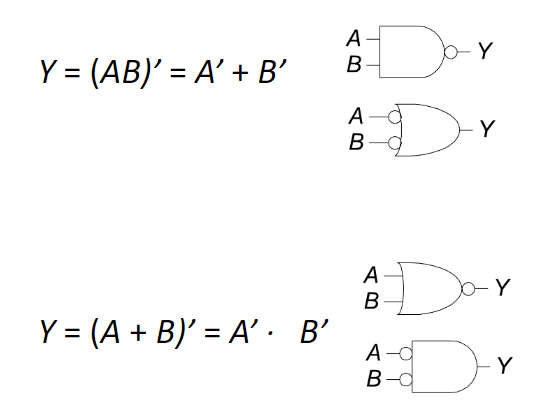 A
B
Y
Y = (AB)’ = A’ + B’
A
B
Y
A
B
Y
Y = (A + B)’ = A’ · B’
A
B
Y